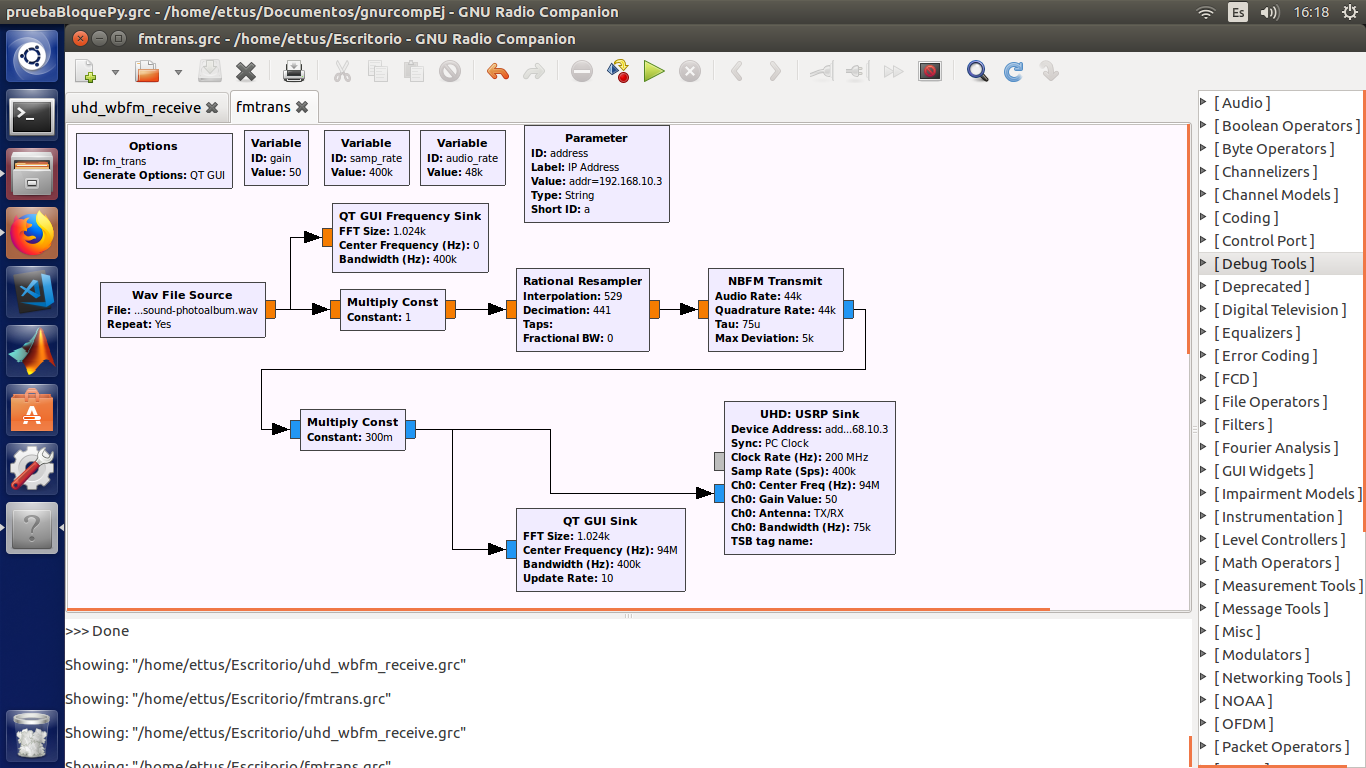 pruebaBloquePy.grc - /home/ettus/Documentos/gnurcompEj - GNU Radio Companion
Es
16:18
fmtrans.grc - /home/ettus/Escritorio - GNU Radio Companion
uhd_wbfm_receive
fmtrans
Options
ID: fm_trans
Generate Options: QT GUI
Variable
ID: gain
Value: 50
Variable
ID: samp_rate
Value: 400k
Variable
ID: audio_rate
Value: 48k
Parameter
ID: address
Label: IP Address
Value: addr=192.168.10.3
Type: String
Short ID: a
QT GUI Frequency Sink
FFT Size: 1.024k
Center Frequency (Hz): 0
Bandwidth (Hz): 400k
Wav File Source
File: ...sound-photoalbum.wav
Repeat: Yes
Multiply Const
Constant: 1
Rational Resampler
Interpolation: 529
Decimation: 441
Taps:
Fractional BW: 0
NBFM Transmit
Audio Rate: 44k
Quadrature Rate: 44k
Tau: 75u
Max Deviation: 5k
Multiply Const
Constant: 300m
UHD: USRP Sink
Device Address: add...68.10.3
Sync: PC Clock
Clock Rate (Hz): 200 MHz
Samp Rate (Sps): 400k
Ch0: Center Freq (Hz): 94M
Ch0: Gain Value: 50
Ch0: Antenna: TX/RX
Ch0: Bandwidth (Hz): 75k
TSB tag name:
QT GUI Sink
FFT Size: 1.024k
Center Frequency (Hz): 94M
Bandwidth (Hz): 400k
Update Rate: 10
[ Audio ]
[ Boolean Operators ]
[ Byte Operators ]
[ Channelizers ]
[ Channel Models ]
[ Coding ]
[ Control Port ]
[ Debug Tools ]
[ Deprecated ]
[ Digital Television ]
[ Equalizers ]
[ Error Coding ]
[ FCD ]
[ File Operators ]
[ Filters ]
[ Fourier Analysis ]
[ GUI Widgets ]
[ Impairment Models ]
[ Instrumentation ]
[ Level Controllers ]
[ Math Operators ]
[ Measurement Tools ]
[ Message Tools ]
[ Misc ]
[ Modulators ]
[ Networking Tools ]
[ NOAA ]
[ OFDM ]
[ Packet Operators ]
>>> Done
Showing: "/home/ettus/Escritorio/uhd_wbfm_receive.grc"
Showing: "/home/ettus/Escritorio/fmtrans.grc"
Showing: "/home/ettus/Escritorio/uhd_wbfm_receive.grc"
Showing: "/home/ettus/Escritorio/fmtrans.grc"